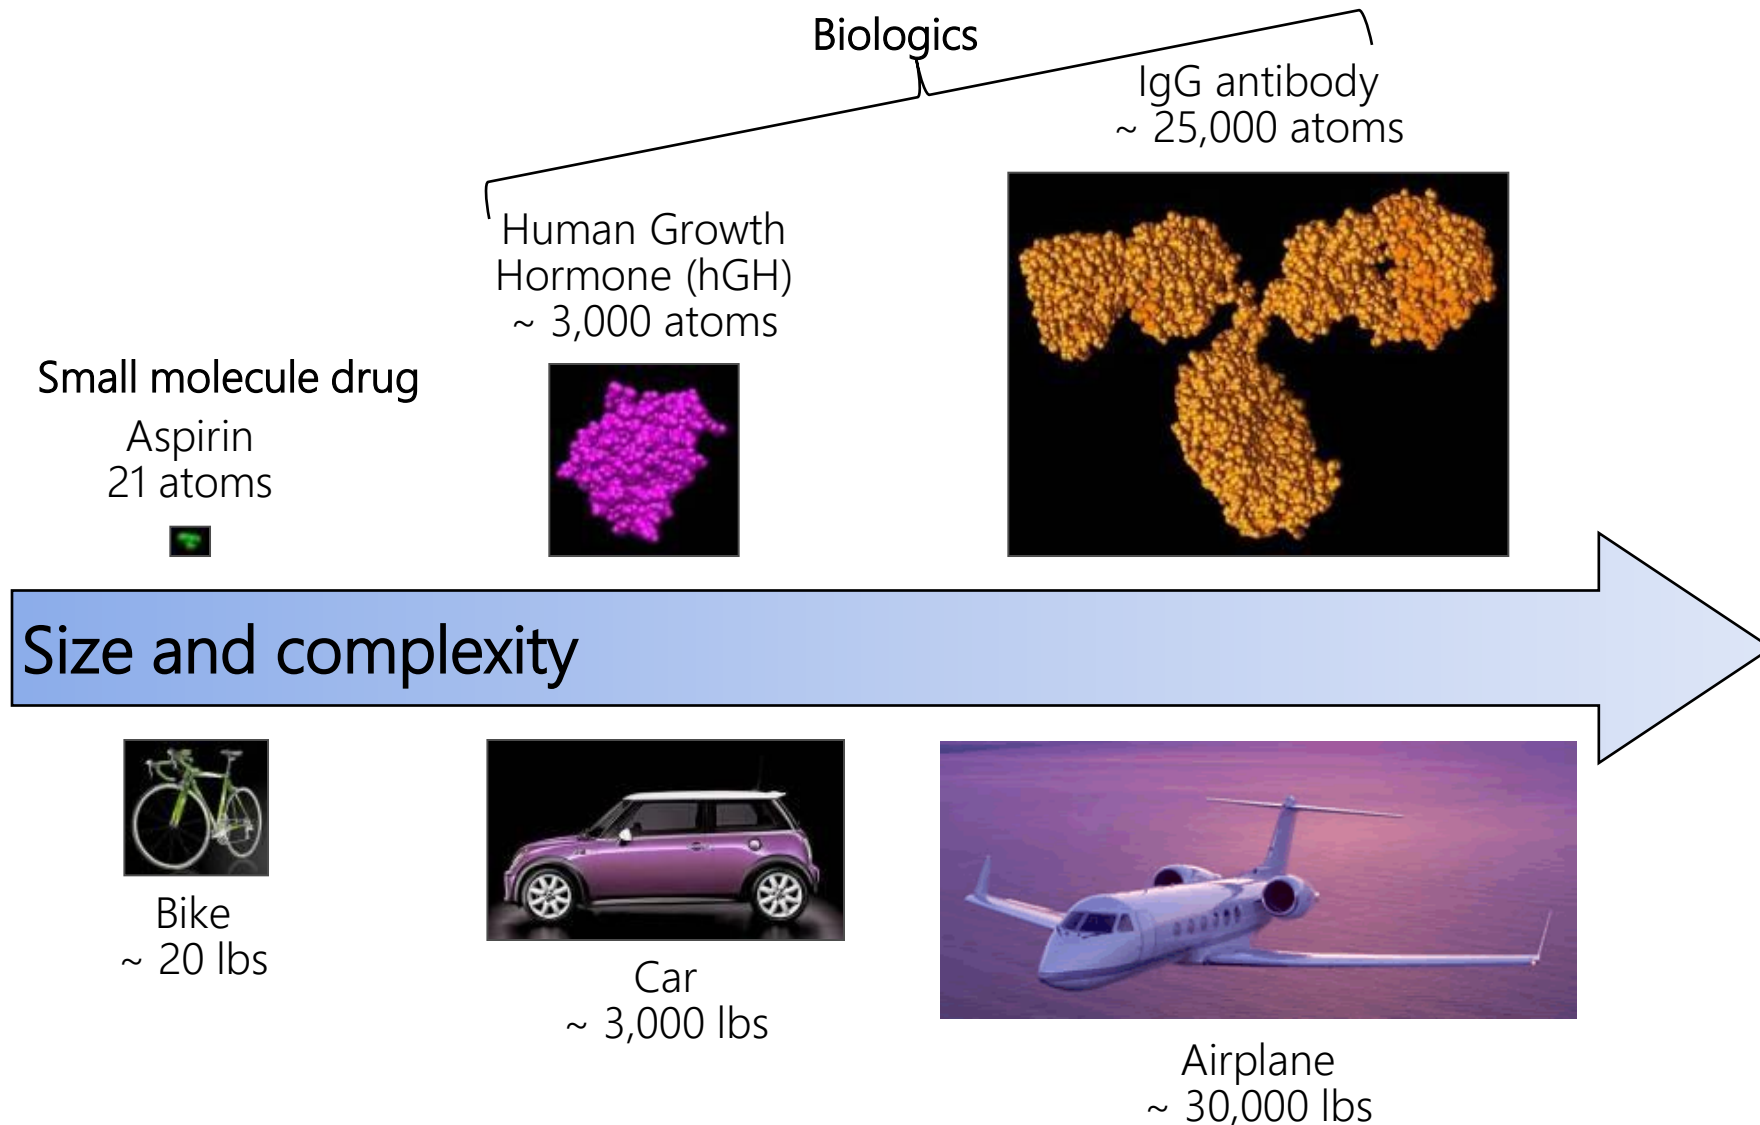 Biologics
IgG antibody
~ 25,000 atoms
Human Growth
Hormone (hGH)
~ 3,000 atoms
Small molecule drug
Aspirin
21 atoms
Size and complexity
Bike
~ 20 lbs
Car
~ 3,000 lbs
Airplane
~ 30,000 lbs